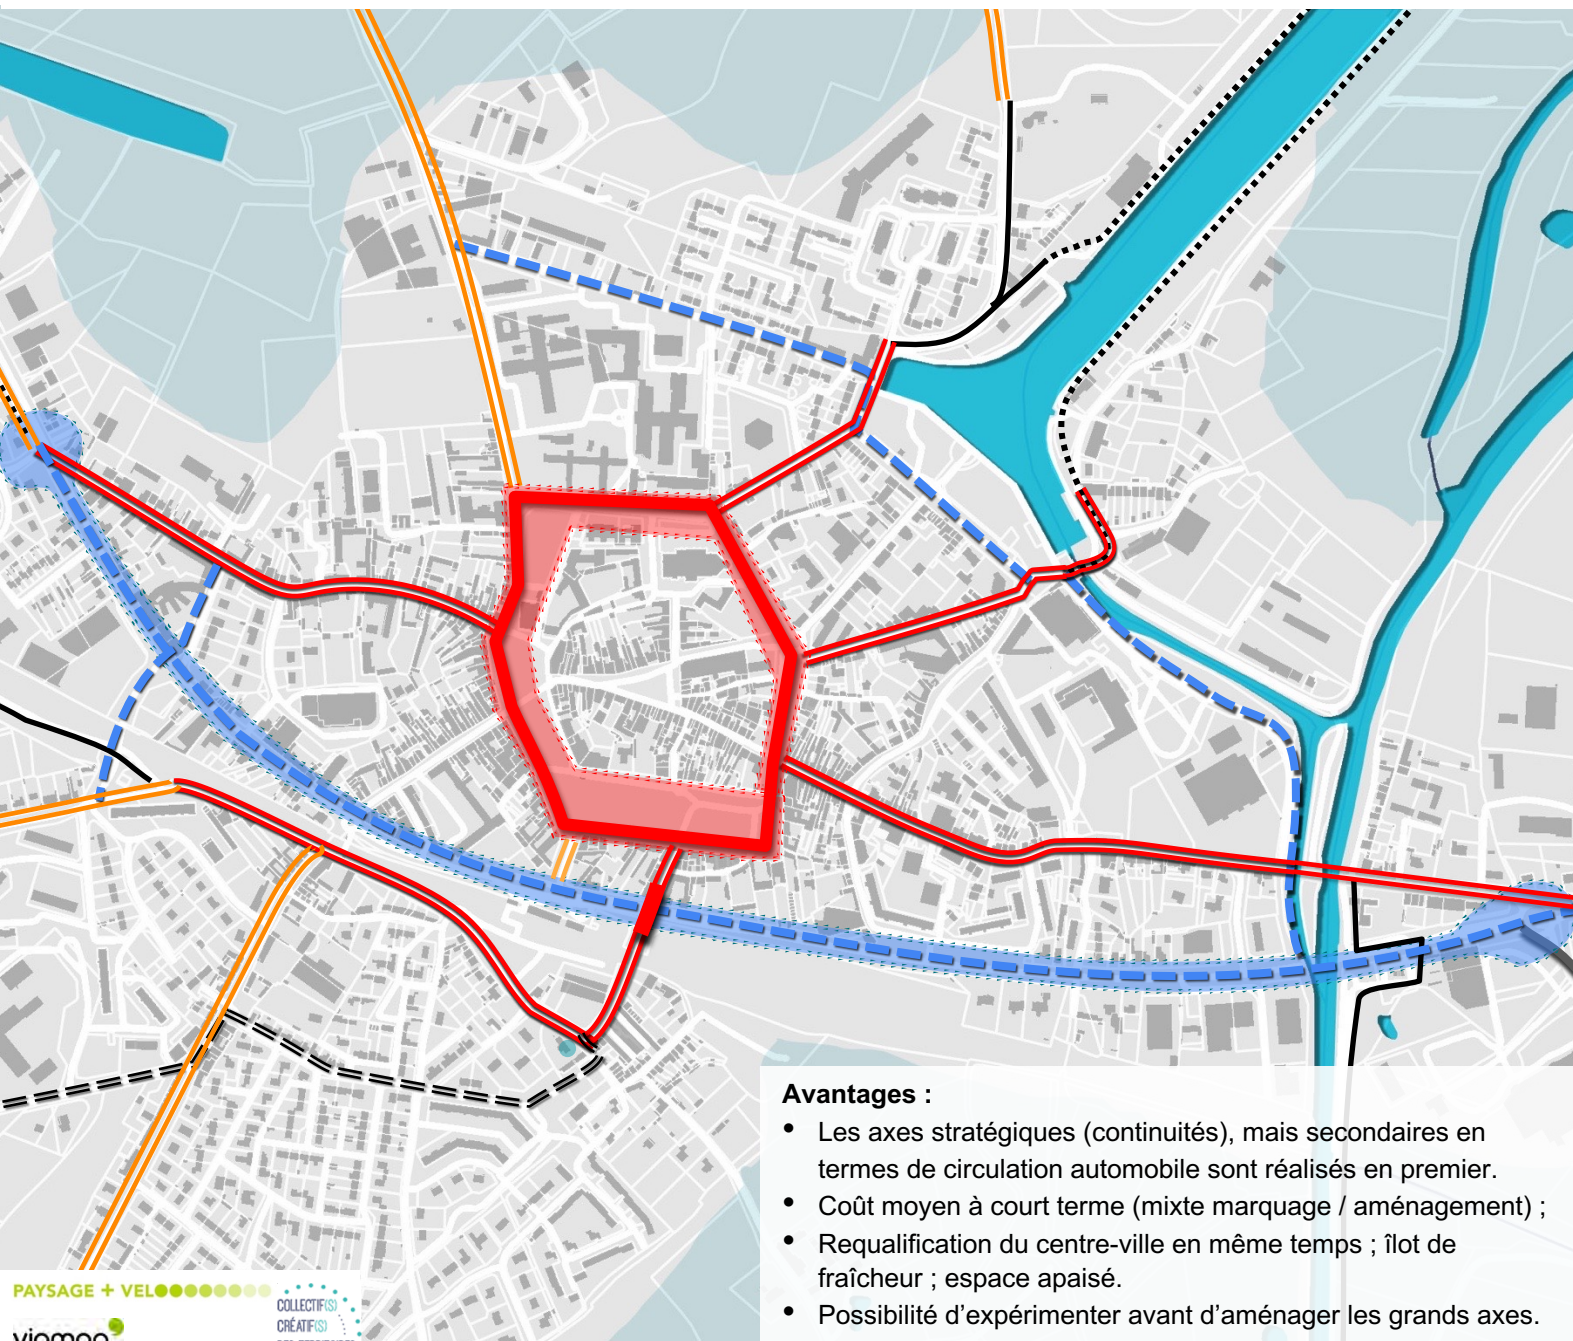 Avantages :
• Les axes stratégiques (continuités), mais secondaires en
termes de circulation automobile sont réalisés en premier.
• Coût moyen à court terme (mixte marquage / aménagement) ;
• Requalification du centre-ville en même temps ; îlot de
fraîcheur ; espace apaisé.
• Possibilité d’expérimenter avant d’aménager les grands axes.
PAYSAGE + VELO
COLLECTIF(S)
CRÉATIF(S)